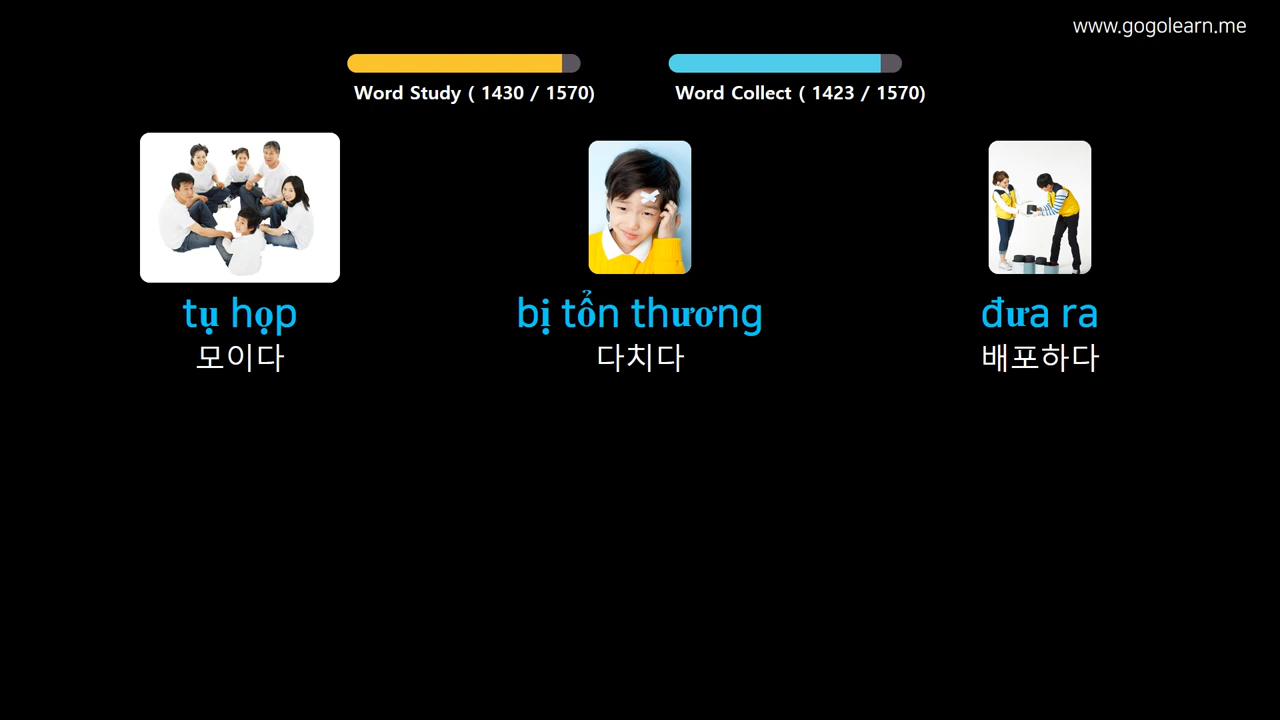 www.gogolearn.me
Word Study ( 1430 / 1570)
Word Collect ( 1423 / 1570)
tụ họp
bị tổn thương
đưa ra
모이다
다치다
배포하다